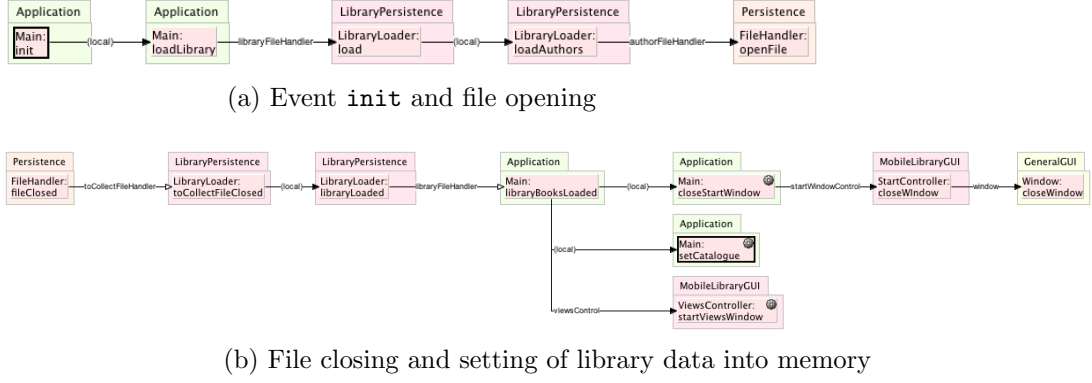 Application
Application
LibraryPersistence
LibraryPersistence
Persistence
Main:
init
(local)
Main:
loadLibrary
libraryFileHandler
LibraryLoader:
load
(local)
LibraryLoader:
loadAuthors
authorFileHandler
FileHandler:
openFile
(a) Event init and file opening
Persistence
LibraryPersistence
LibraryPersistence
Application
Application
MobileLibraryGUI
GeneralGUI
FileHandler:
fileClosed
toCollectFileHandler
LibraryLoader:
toCollectFileClosed
(local)
LibraryLoader:
libraryLoaded
libraryFileHandler
Main:
libraryBooksLoaded
(local)
Main:
closeStartWindow
startWindowControl
StartController:
closeWIndow
window
Window:
closeWindow
Application
(local)
Main:
setCatalogue
MobileLibraryGUI
viewsControl
ViewsController:
startViewsWindow
(b) File closing and setting of library data into memory